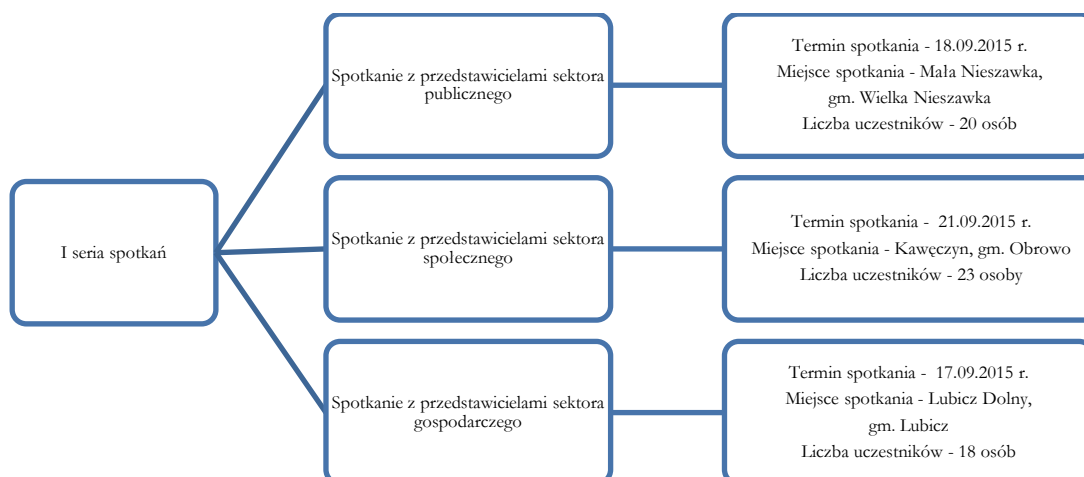 I seria spotkań
Spotkanie z przedstawicielami sektora
publicznego
Termin spotkania - 18.09.2015 r.
Miejsce spotkania - Mała Nieszawka,
gm. Wielka Nieszawka
Liczba uczestników - 20 osób
Spotkanie z przedstawicielami sektora
społecznego
Termin spotkania - 21.09.2015 r.
Miejsce spotkania - Kawęczyn, gm. Obrowo
Liczba uczestników - 23 osoby
Spotkanie z przedstawicielami sektora
gospodarczego
Termin spotkania - 17.09.2015 r.
Miejsce spotkania - Lubicz Dolny,
gm. Lubicz
Liczba uczestników - 18 osób